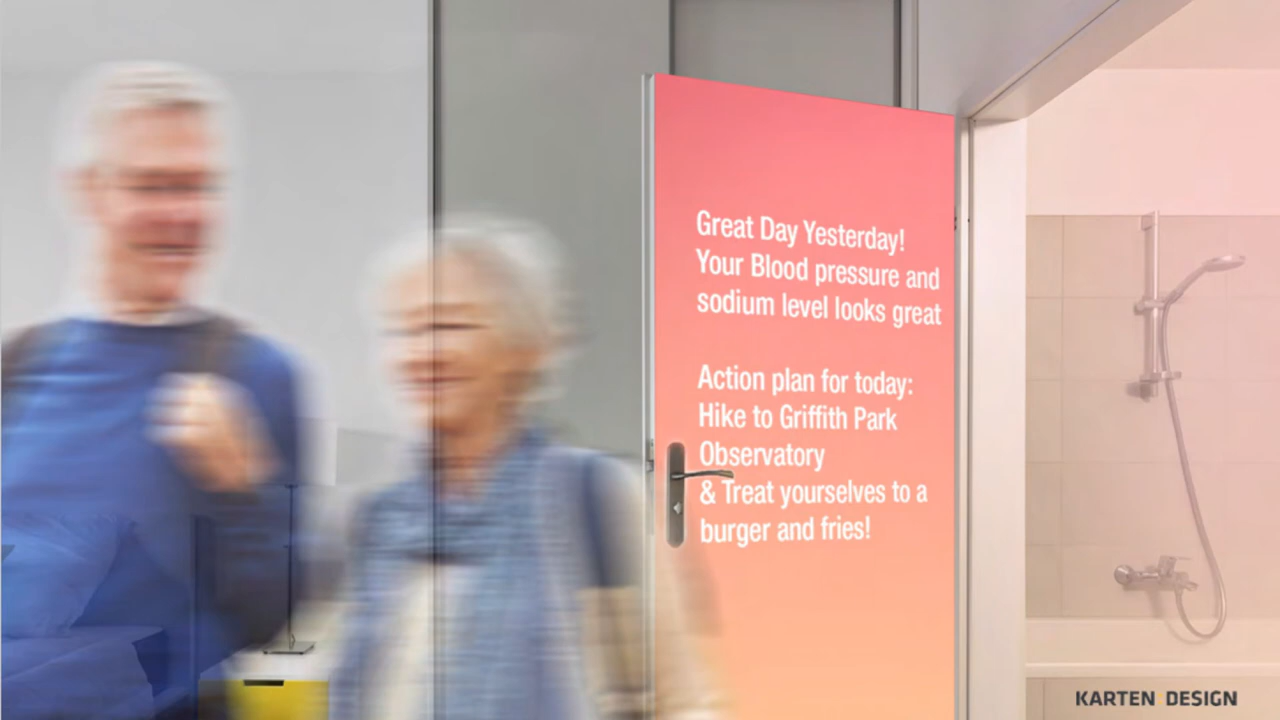 Great Day Yesterday!
Your Blood pressure and
sodium level looks great
Action plan for today:
Hike to Griffith Park
Observatory
& Treat yourselves to a
burger and fries!
KARTEN DESIGN